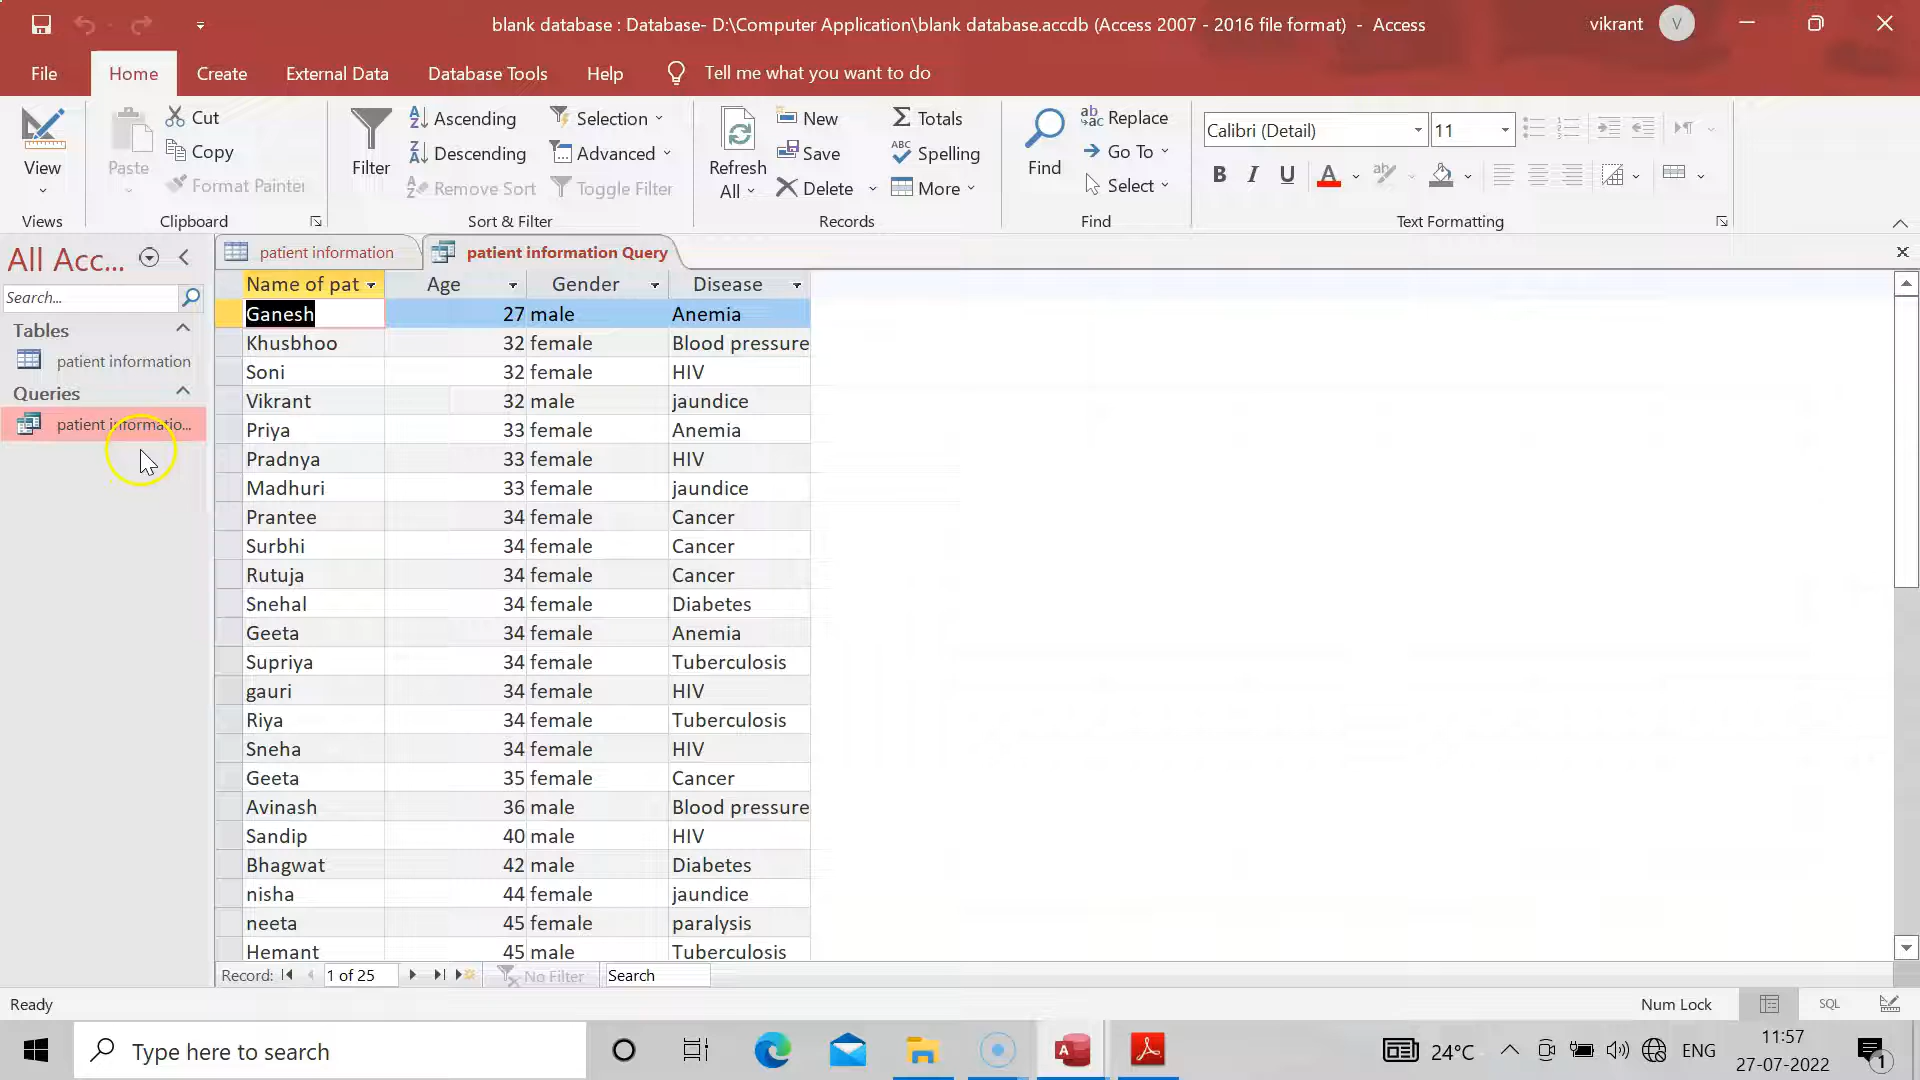 blank database : Database- D:\Computer Application\blank database.accdb (Access 2007 - 2016 file format) - Access
vikrant
V
File
Home
Create
External Data
Database Tools
Help
Tell me what you want to do
View
Paste
Cut
Copy
Format Painter
Filter
Ascending
Descending
Remove Sort
Selection
Advanced
Toggle Filter
Refresh
All
New
Save
Delete
Totals
Spelling
More
Find
Replace
Go To
Select
Calibri (Detail)
11
B I U A
Views
Clipboard
Sort & Filter
Records
Find
Text Formatting
All Acc...
Search...
Tables
patient information
Queries
patient informatio...
patient information
patient information Query
Name of pat Age Gender Disease
Ganesh 27 male Anemia
Khusbhoo 32 female Blood pressure
Soni 32 female HIV
Vikrant 32 male jaundice
Priya 33 female Anemia
Pradnya 33 female HIV
Madhuri 33 female jaundice
Prantee 34 female Cancer
Surbhi 34 female Cancer
Rutuja 34 female Cancer
Snehal 34 female Diabetes
Geeta 34 female Anemia
Supriya 34 female Tuberculosis
gauri 34 female HIV
Riya 34 female Tuberculosis
Sneha 34 female HIV
Geeta 35 female Cancer
Avinash 36 male Blood pressure
Sandip 40 male HIV
Bhagwat 42 male Diabetes
nisha 44 female jaundice
neeta 45 female paralysis
Hemant 45 male Tuberculosis
Record: 1 of 25 No Filter Search
Ready
Num Lock
SQL
Type here to search
24°C
ENG
11:57
27-07-2022
1